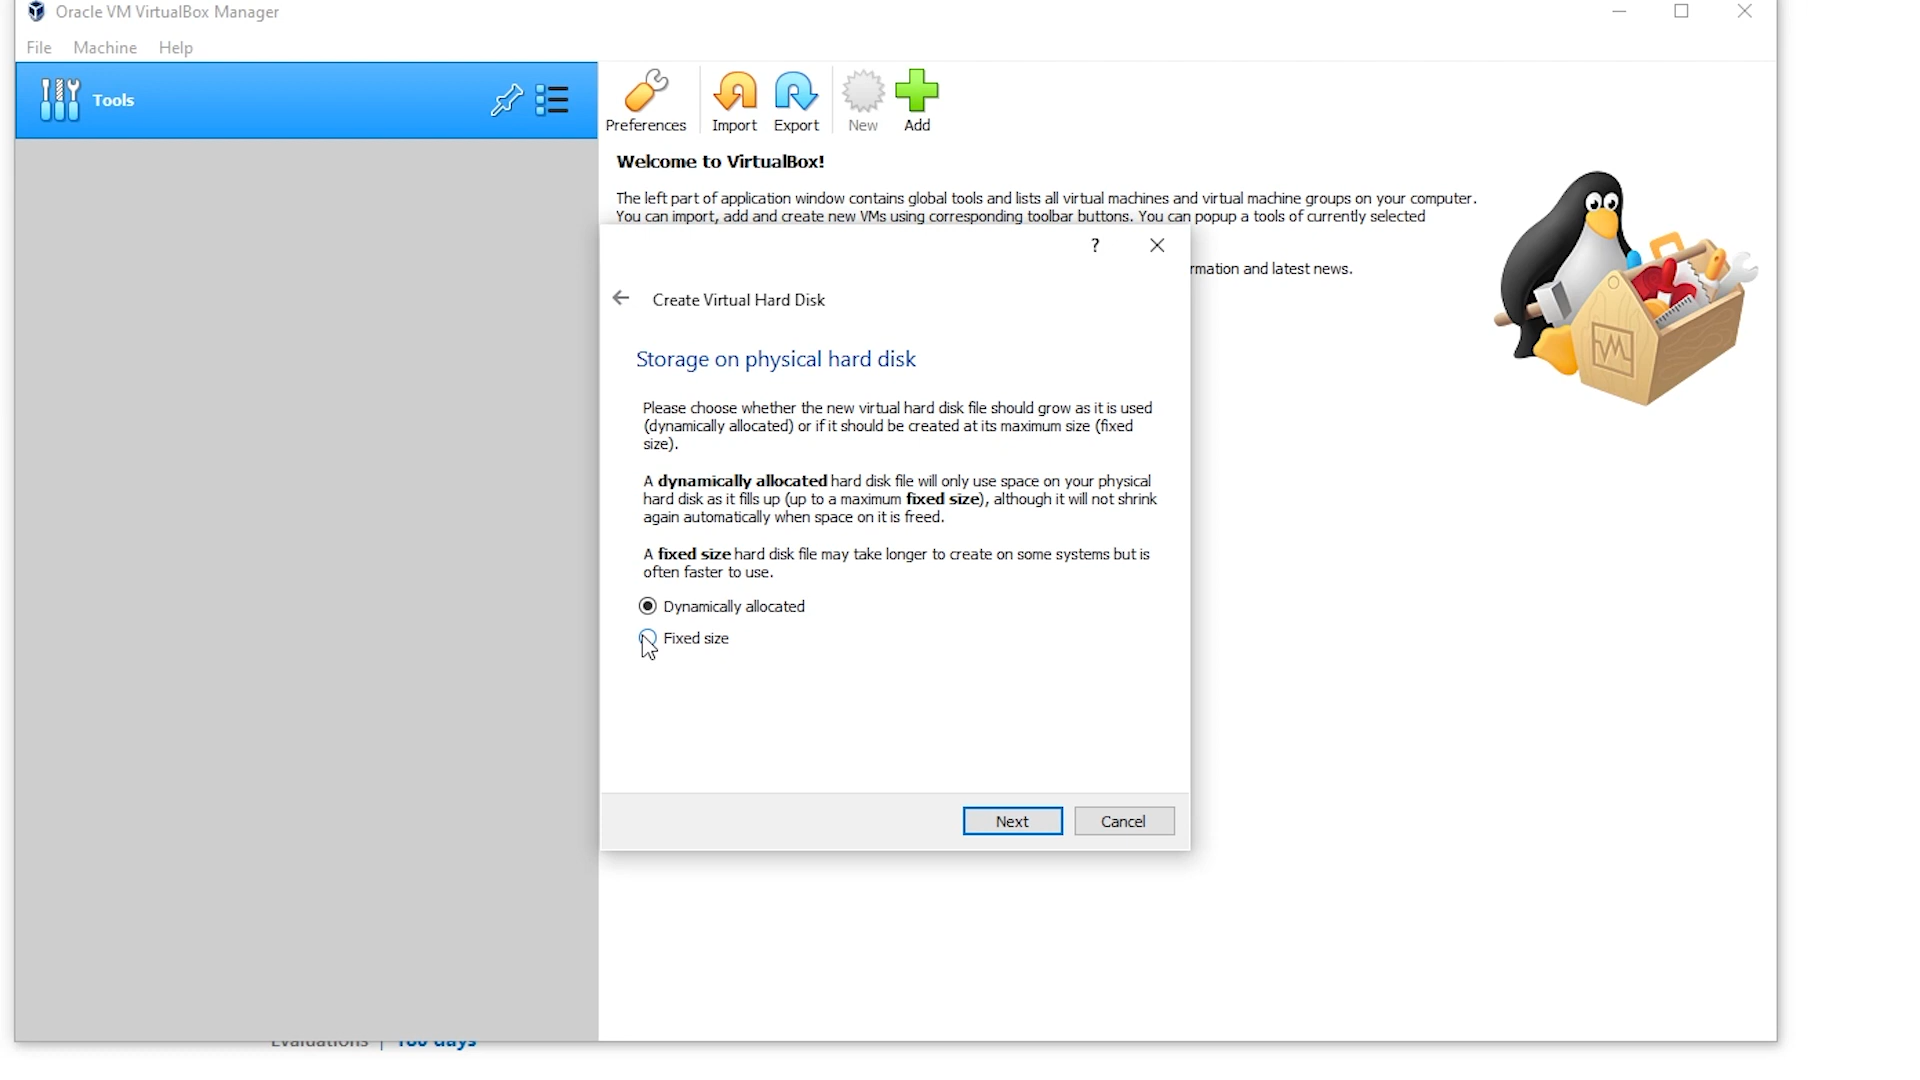 Oracle VM VirtualBox Manager
File Machine Help
Tools
Preferences Import Export New Add
Welcome to VirtualBox!
The left part of application window contains global tools and lists all virtual machines and virtual machine groups on your computer.
You can import, add and create new VMs using corresponding toolbar buttons. You can popup a tools of currently selected
rmation and latest news.
?
Create Virtual Hard Disk
Storage on physical hard disk
Please choose whether the new virtual hard disk file should grow as it is used
(dynamically allocated) or if it should be created at its maximum size (fixed
size).
A dynamically allocated hard disk file will only use space on your physical
hard disk as it fills up (up to a maximum fixed size), although it will not shrink
again automatically when space on it is freed.
A fixed size hard disk file may take longer to create on some systems but is
often faster to use.
Dynamically allocated
Fixed size
Next Cancel
Evaluations | 180 days